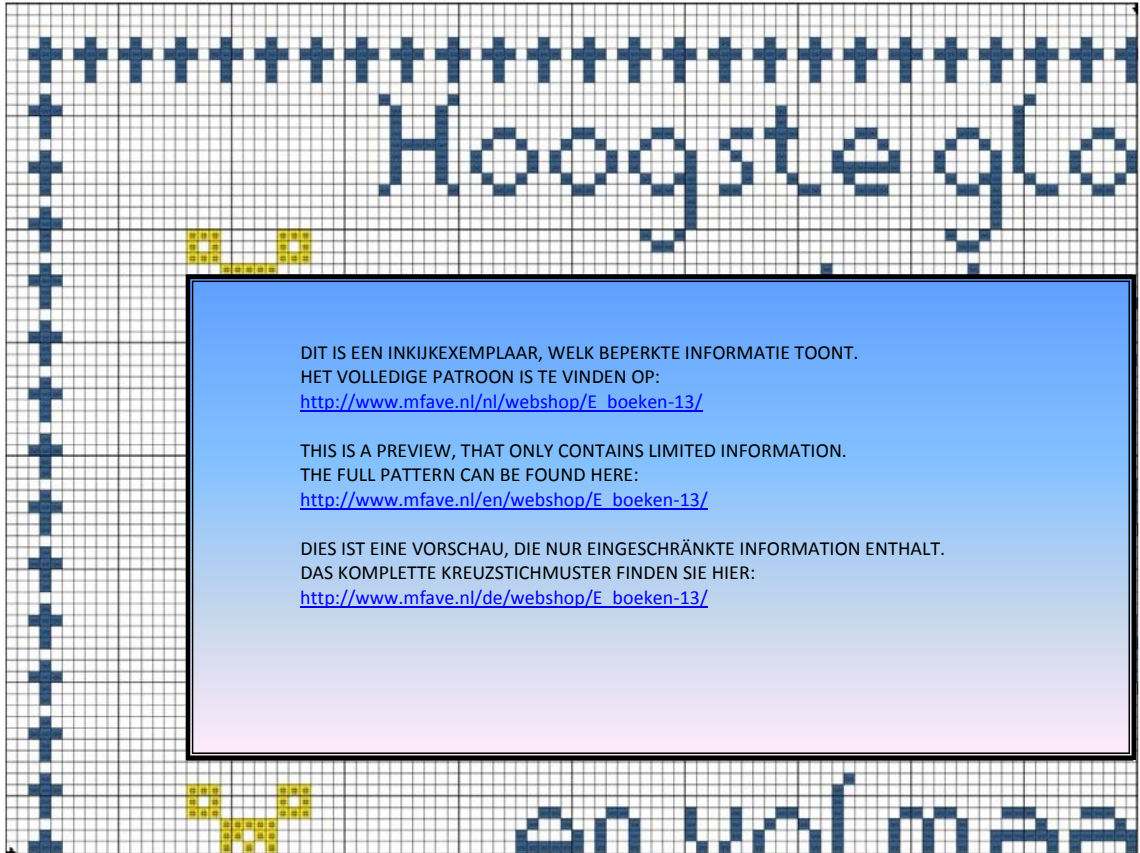 Hoogste glo
DIT IS EEN INKIJKEXEMPLAAR, WELK BEPERKTE INFORMATIE TOONT.
HET VOLLEDIGE PATROON IS TE VINDEN OP:
http://www.mfave.nl/nl/webshop/E_boeken-13/
THIS IS A PREVIEW, THAT ONLY CONTAINS LIMITED INFORMATION.
THE FULL PATTERN CAN BE FOUND HERE:
http://www.mfave.nl/en/webshop/E_boeken-13/
DIES IST EINE VORSCHAU, DIE NUR EINGESCHRÄNKTE INFORMATION ENTHALT.
DAS KOMPLETTE KREUZSTICHMUSTER FINDEN SIE HIER:
http://www.mfave.nl/de/webshop/E_boeken-13/
en volmaa